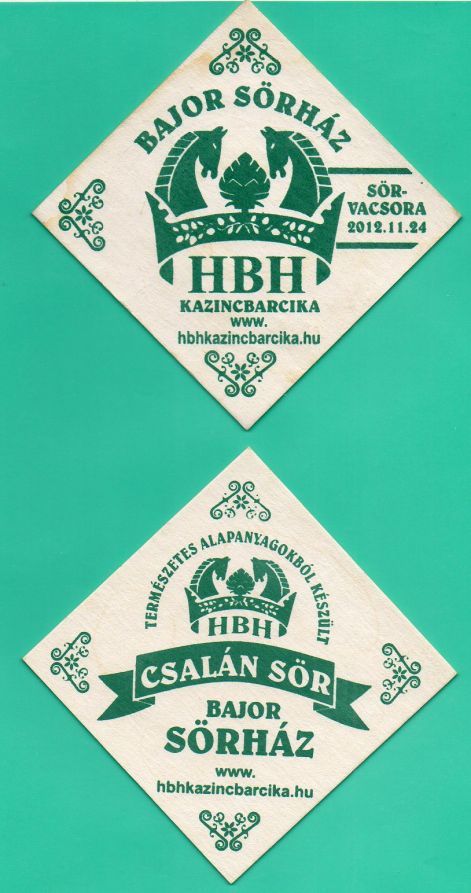 BAJOR SÖRHÁZ
SÖR-
VACSORA
2012.11.24
HBH
KAZINCBARCIKA
www.
hbhkazincbarcika.hu
TERMÉSZETES ALAPANYAGOKBÓL KÉSZÜLT
HBH
CSALÁN SÖR
BAJOR
SÖRHÁZ
www.
hbhkazincbarcika.hu